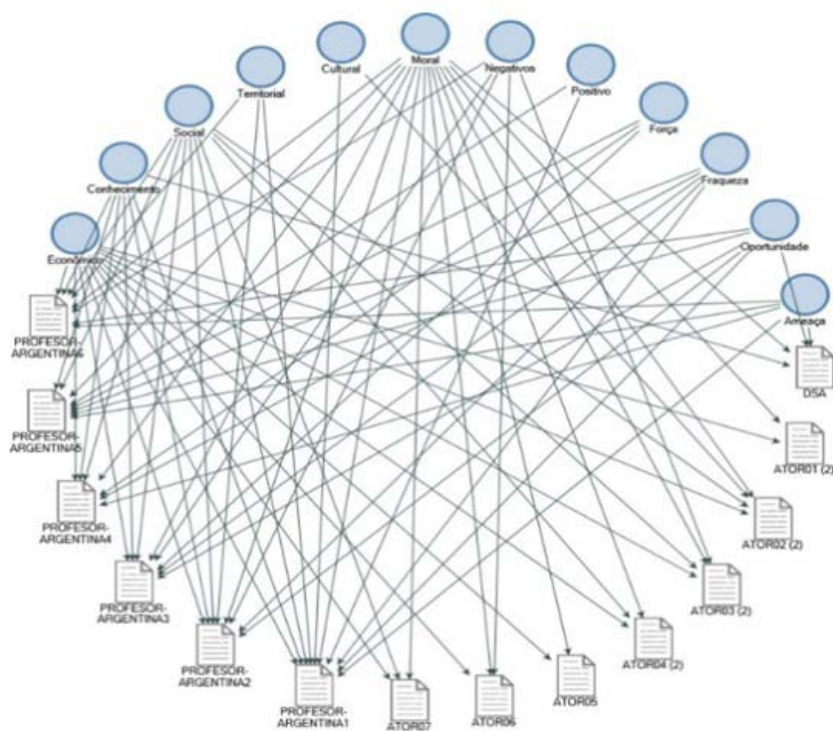 Moral
Cultural
Negativos
Territorial
Positivo
Social
Força
Conhecimento
Fraqueza
Econômico
Oportunidade
Ameaça
PROFESOR-
ARGENTINA6
DSA
PROFESOR-
ARGENTINA5
ATOR01 (2)
PROFESOR-
ARGENTINA4
ATOR02 (2)
PROFESOR-
ARGENTINA3
ATOR03 (2)
PROFESOR-
ARGENTINA2
ATOR04 (2)
PROFESOR-
ARGENTINA1
ATOR07
ATOR06
ATOR05